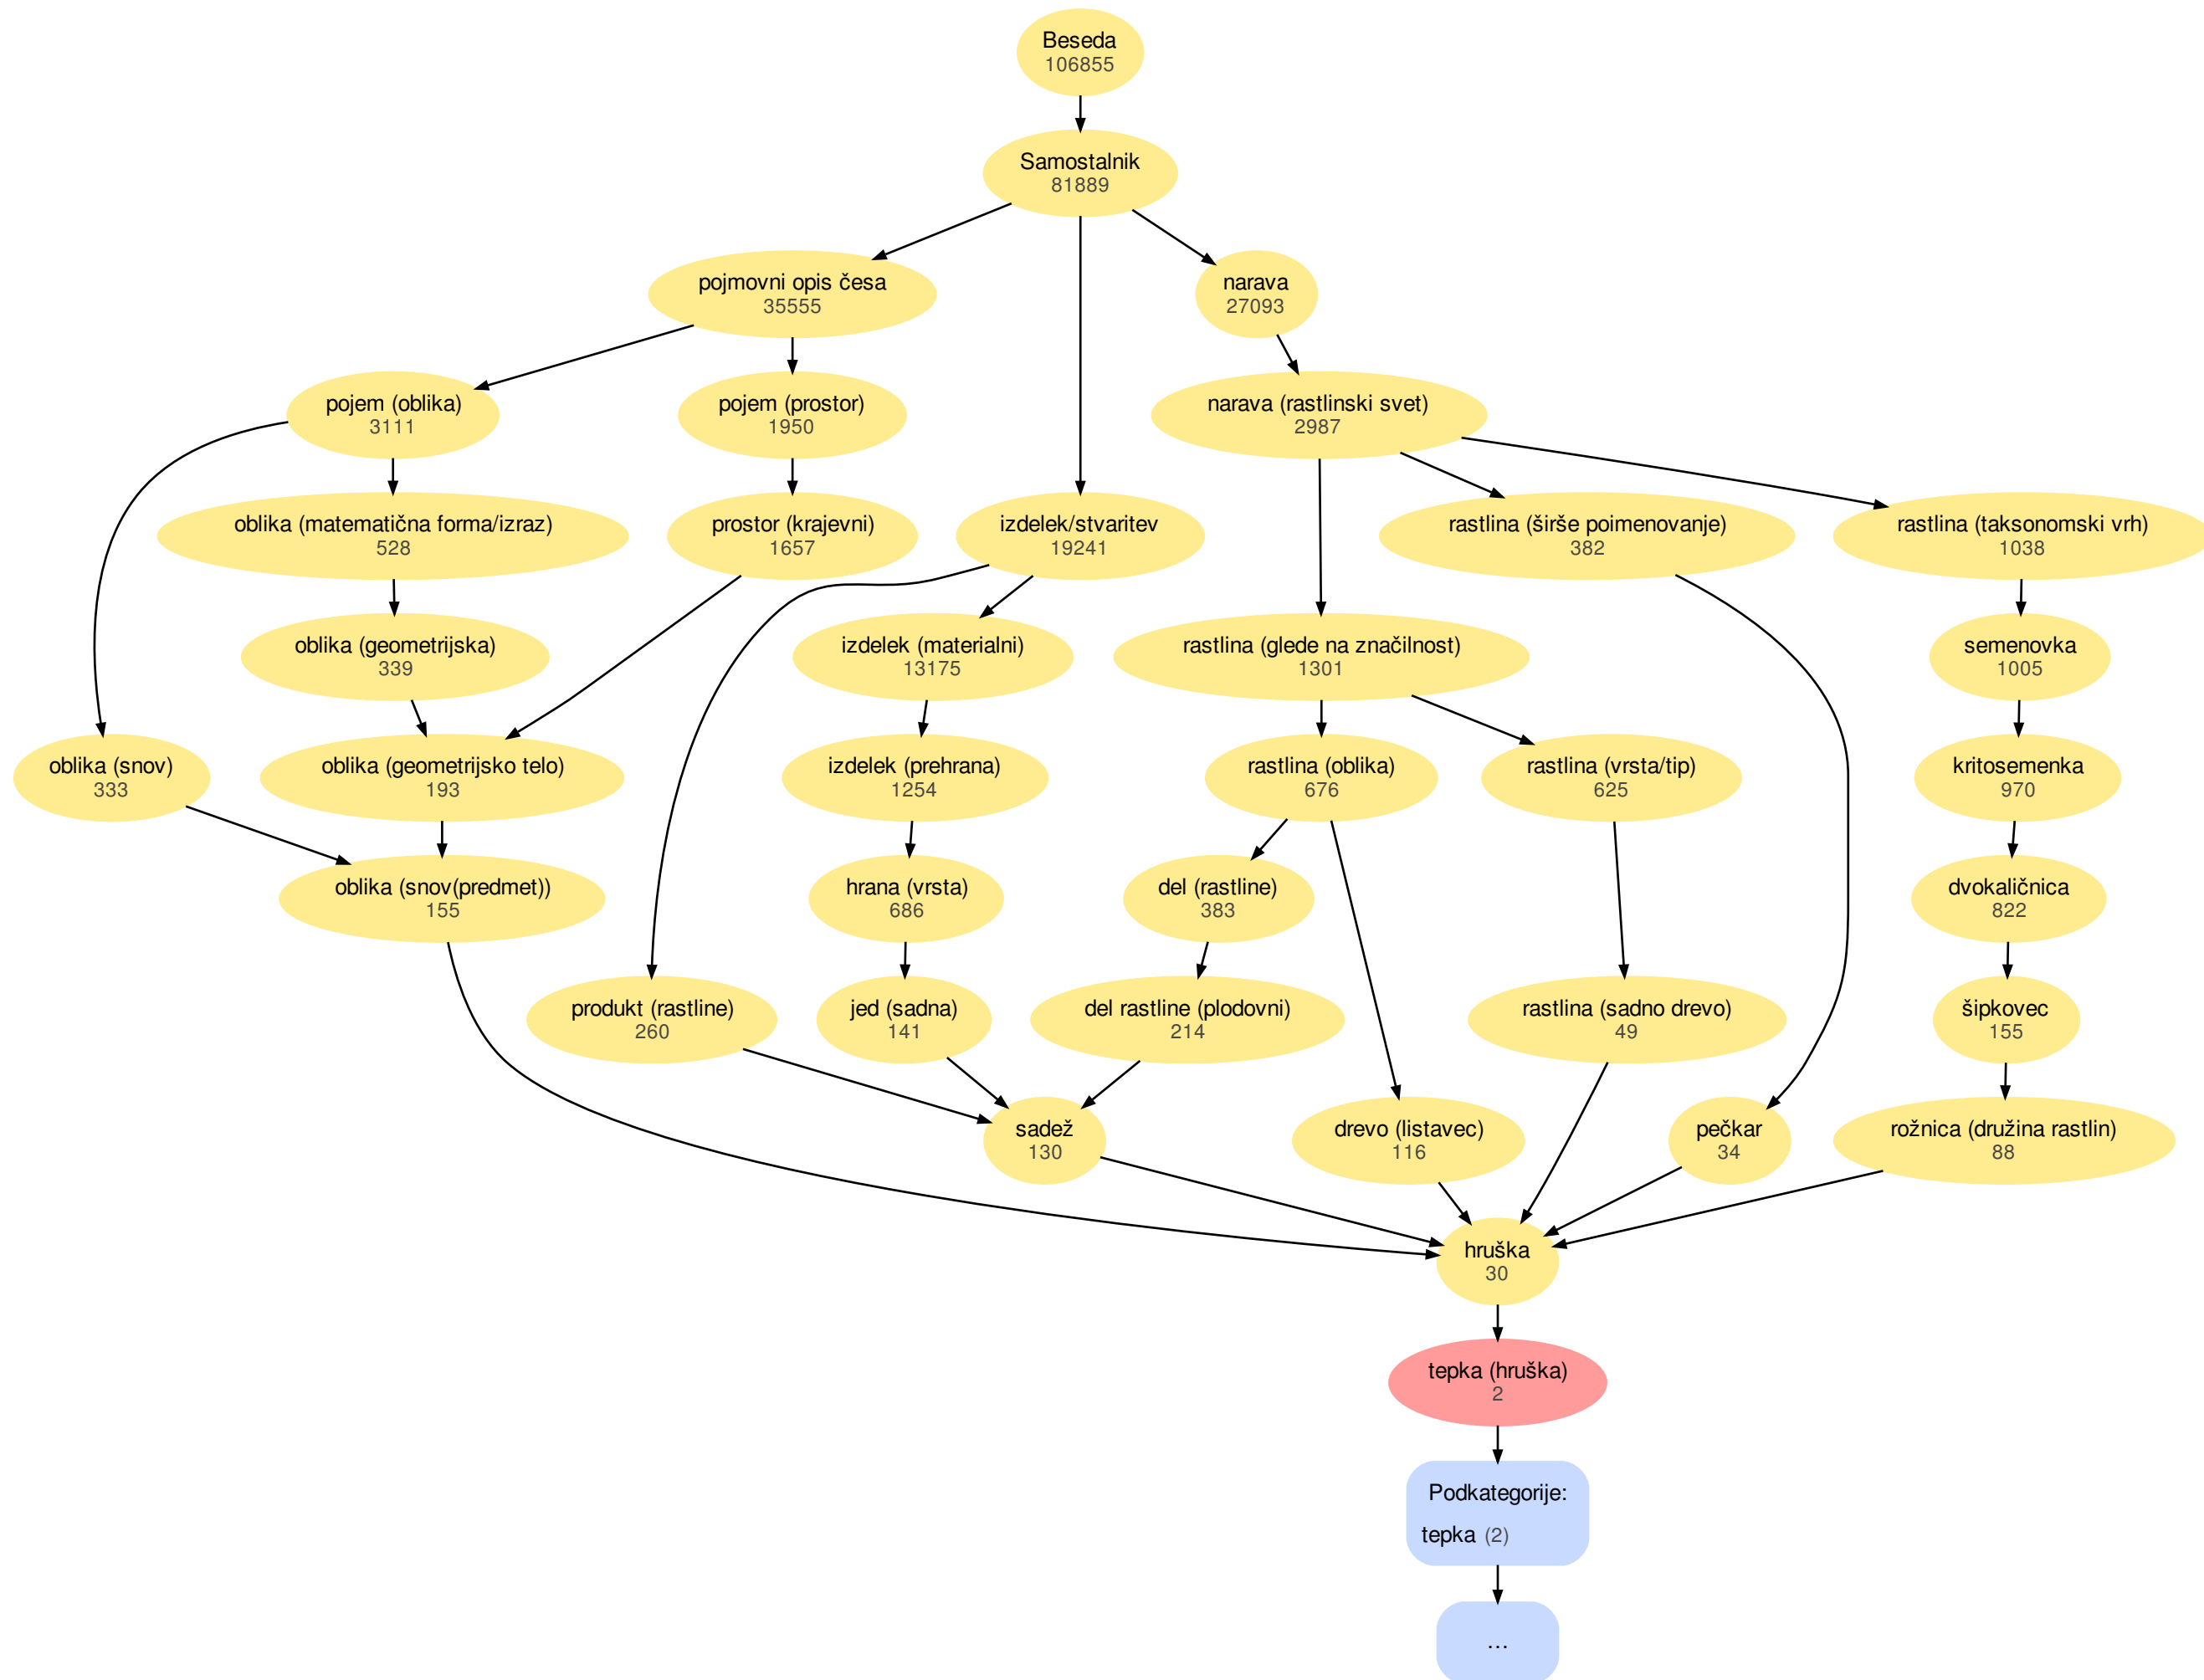 Beseda
106855
Samostalnik
81889
pojmovni opis česa
35555
narava
27093
pojem (oblika)
3111
pojem (prostor)
1950
narava (rastlinski svet)
2987
oblika (matematična forma/izraz)
528
prostor (krajevni)
1657
izdelek/stvaritev
19241
rastlina (širše poimenovanje)
382
rastlina (taksonomski vrh)
1038
oblika (geometrijska)
339
izdelek (materialni)
13175
rastlina (glede na značilnost)
1301
semenovka
1005
oblika (snov)
333
oblika (geometrijsko telo)
193
izdelek (prehrana)
1254
rastlina (oblika)
676
rastlina (vrsta/tip)
625
kritosemenka
970
oblika (snov(predmet))
155
hrana (vrsta)
686
del (rastline)
383
dvokaličnica
822
produkt (rastline)
260
jed (sadna)
141
del rastline (plodovni)
214
rastlina (sadno drevo)
49
šipkovec
155
sadež
130
drevo (listavec)
116
pečkar
34
rožnica (družina rastlin)
88
hruška
30
tepka (hruška)
2
Podkategorije:
tepka (2)
...